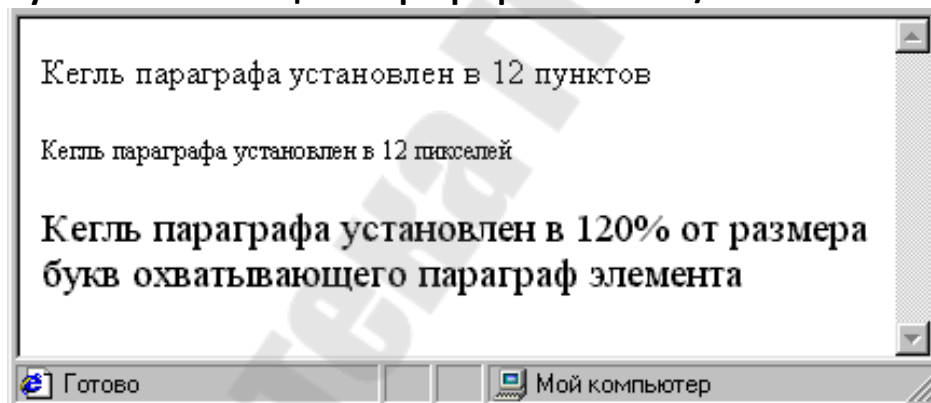 Кегль параграфа установлен в 12 пунктов
Кегль параграфа установлен в 12 пикселей
Кегль параграфа установлен в 120% от размера
букв охватывающего параграф элемента
Готово
Мой компьютер